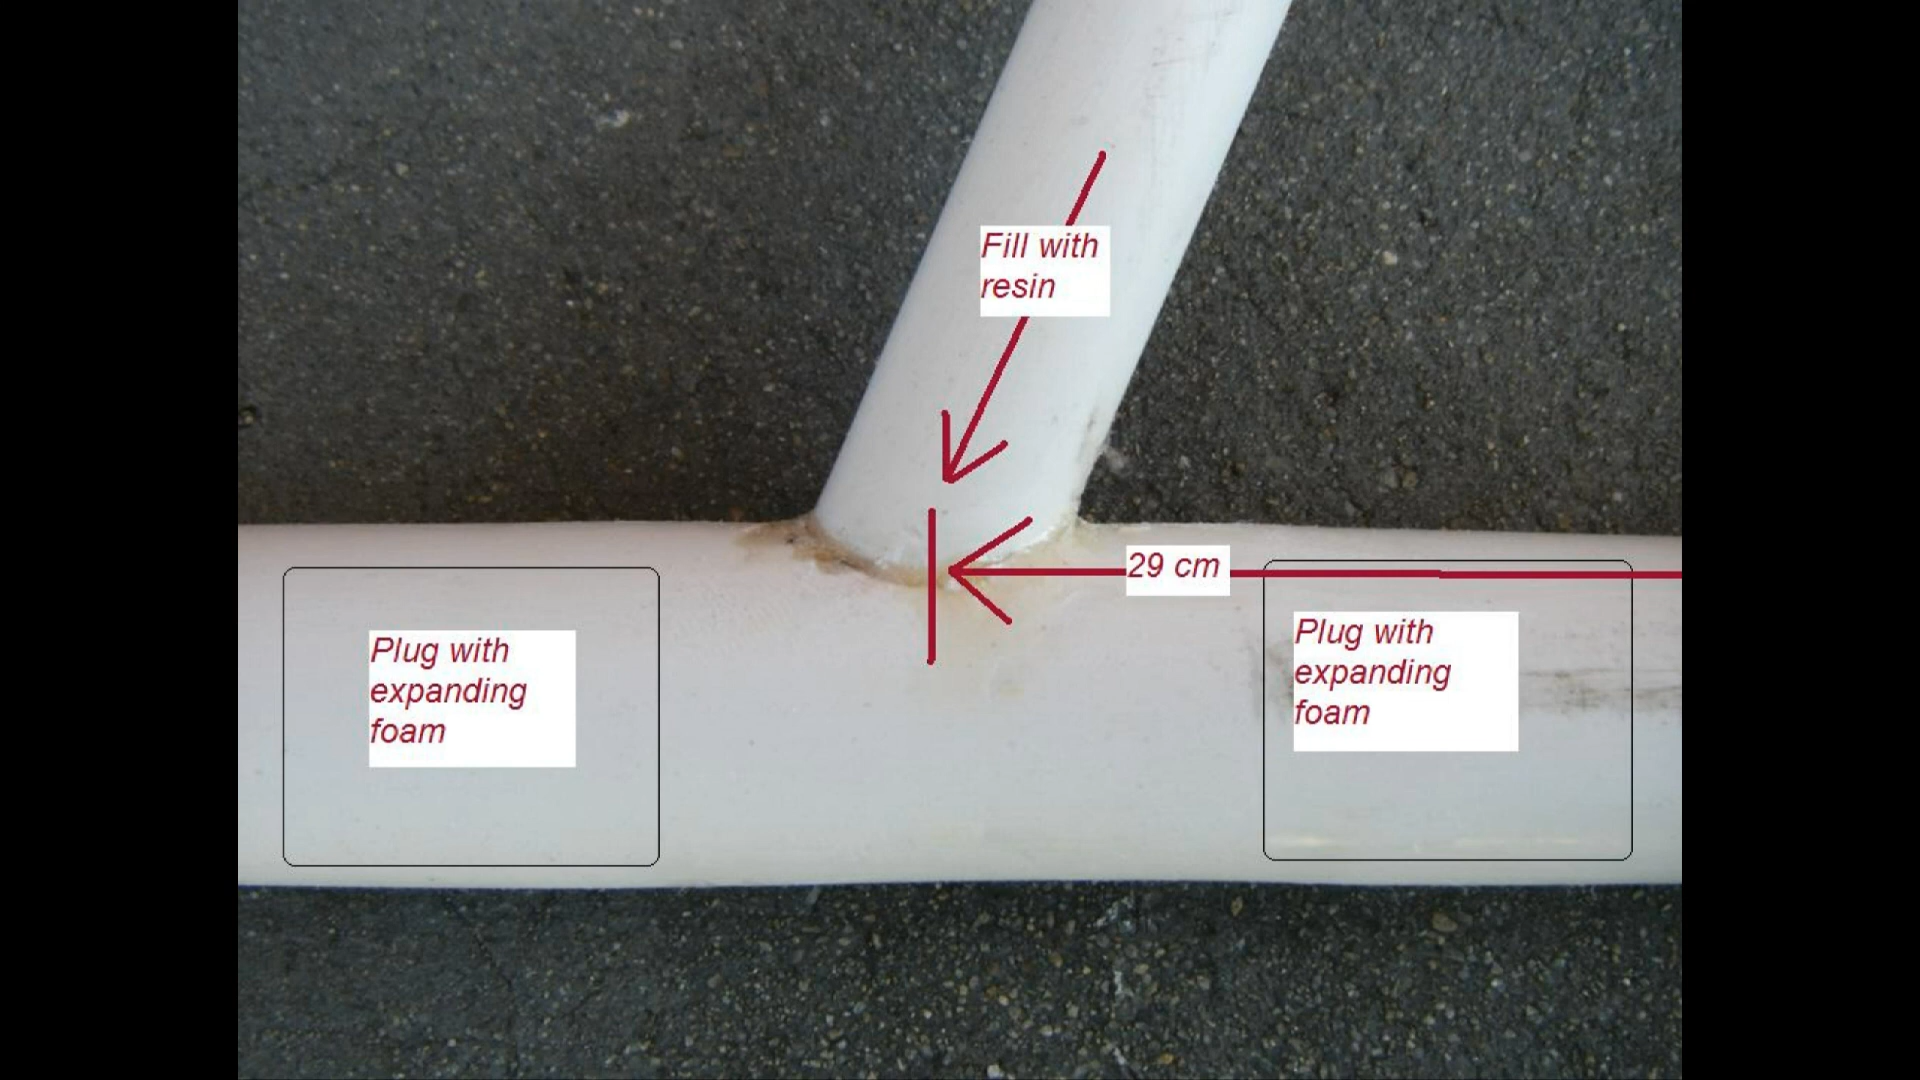 Fill with
resin
29 cm
Plug with
expanding
foam
Plug with
expanding
foam